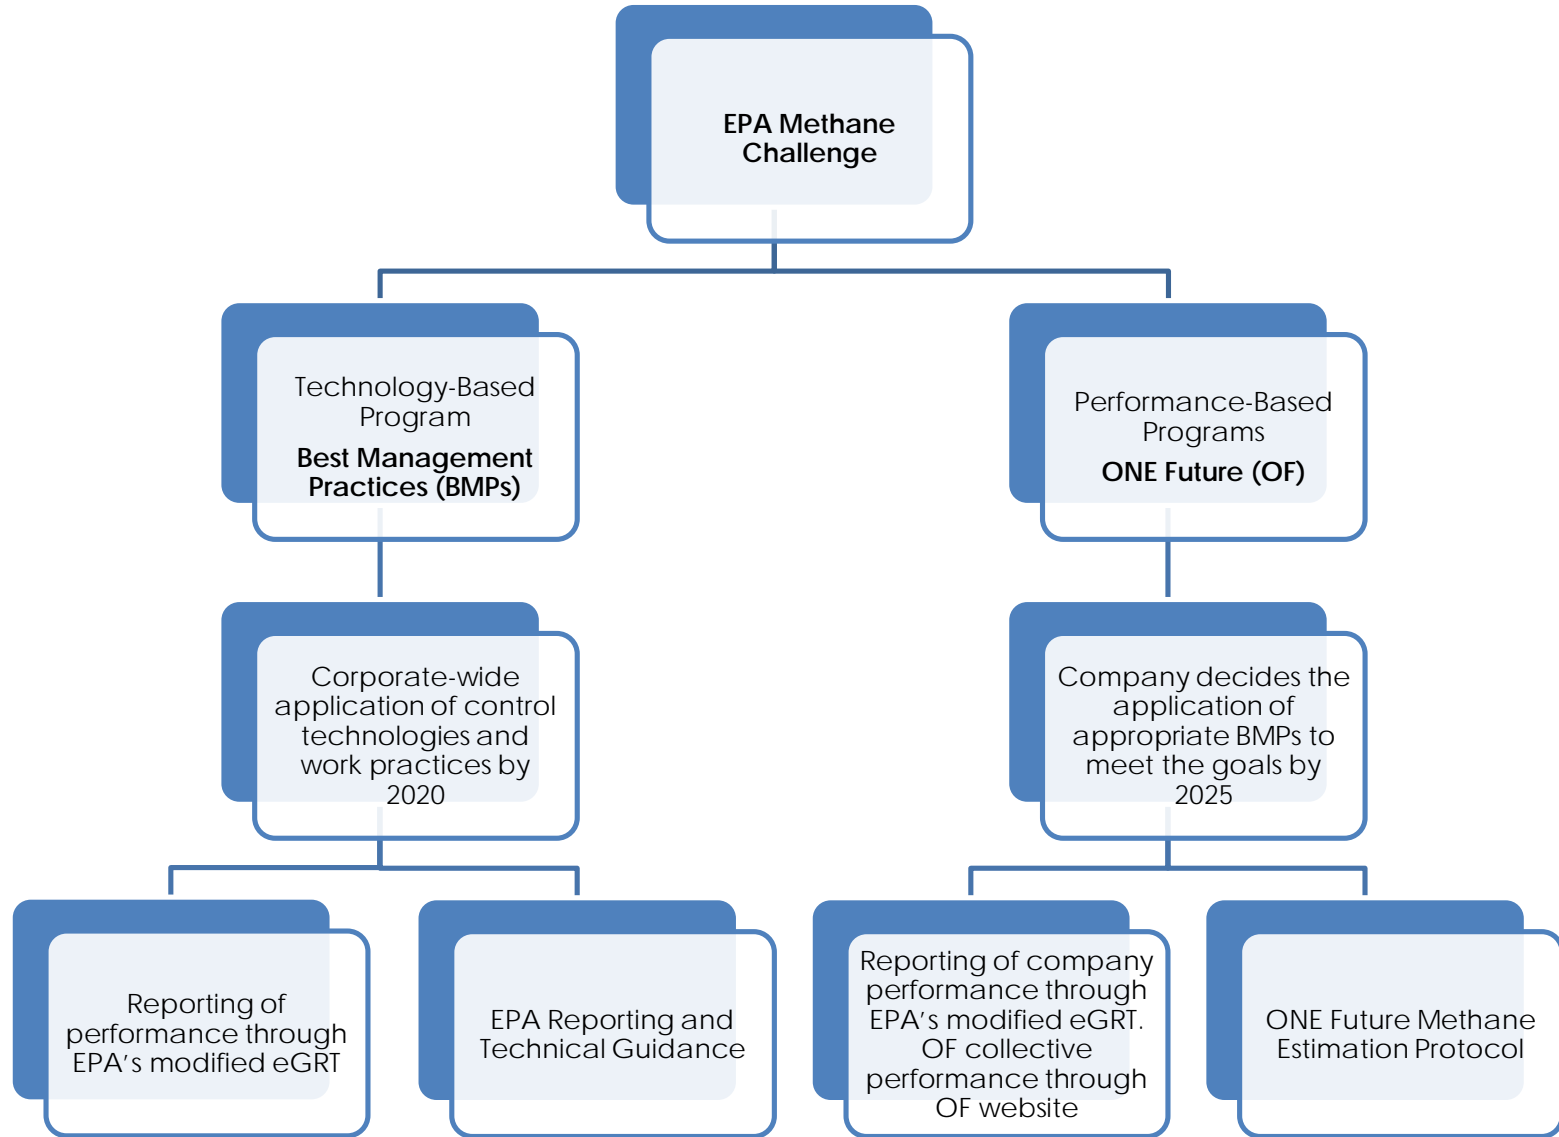 EPA Methane
Challenge
Technology-Based
Program
Best Management
Practices (BMPs)
Performance-Based
Programs
ONE Future (OF)
Corporate-wide
application of control
technologies and
work practices by
2020
Company decides the
application of
appropriate BMPs to
meet the goals by
2025
Reporting of
performance through
EPA's modified eGRT
EPA Reporting and
Technical Guidance
Reporting of company
performance through
EPA's modified eGRT.
OF collective
performance through
OF website
ONE Future Methane
Estimation Protocol